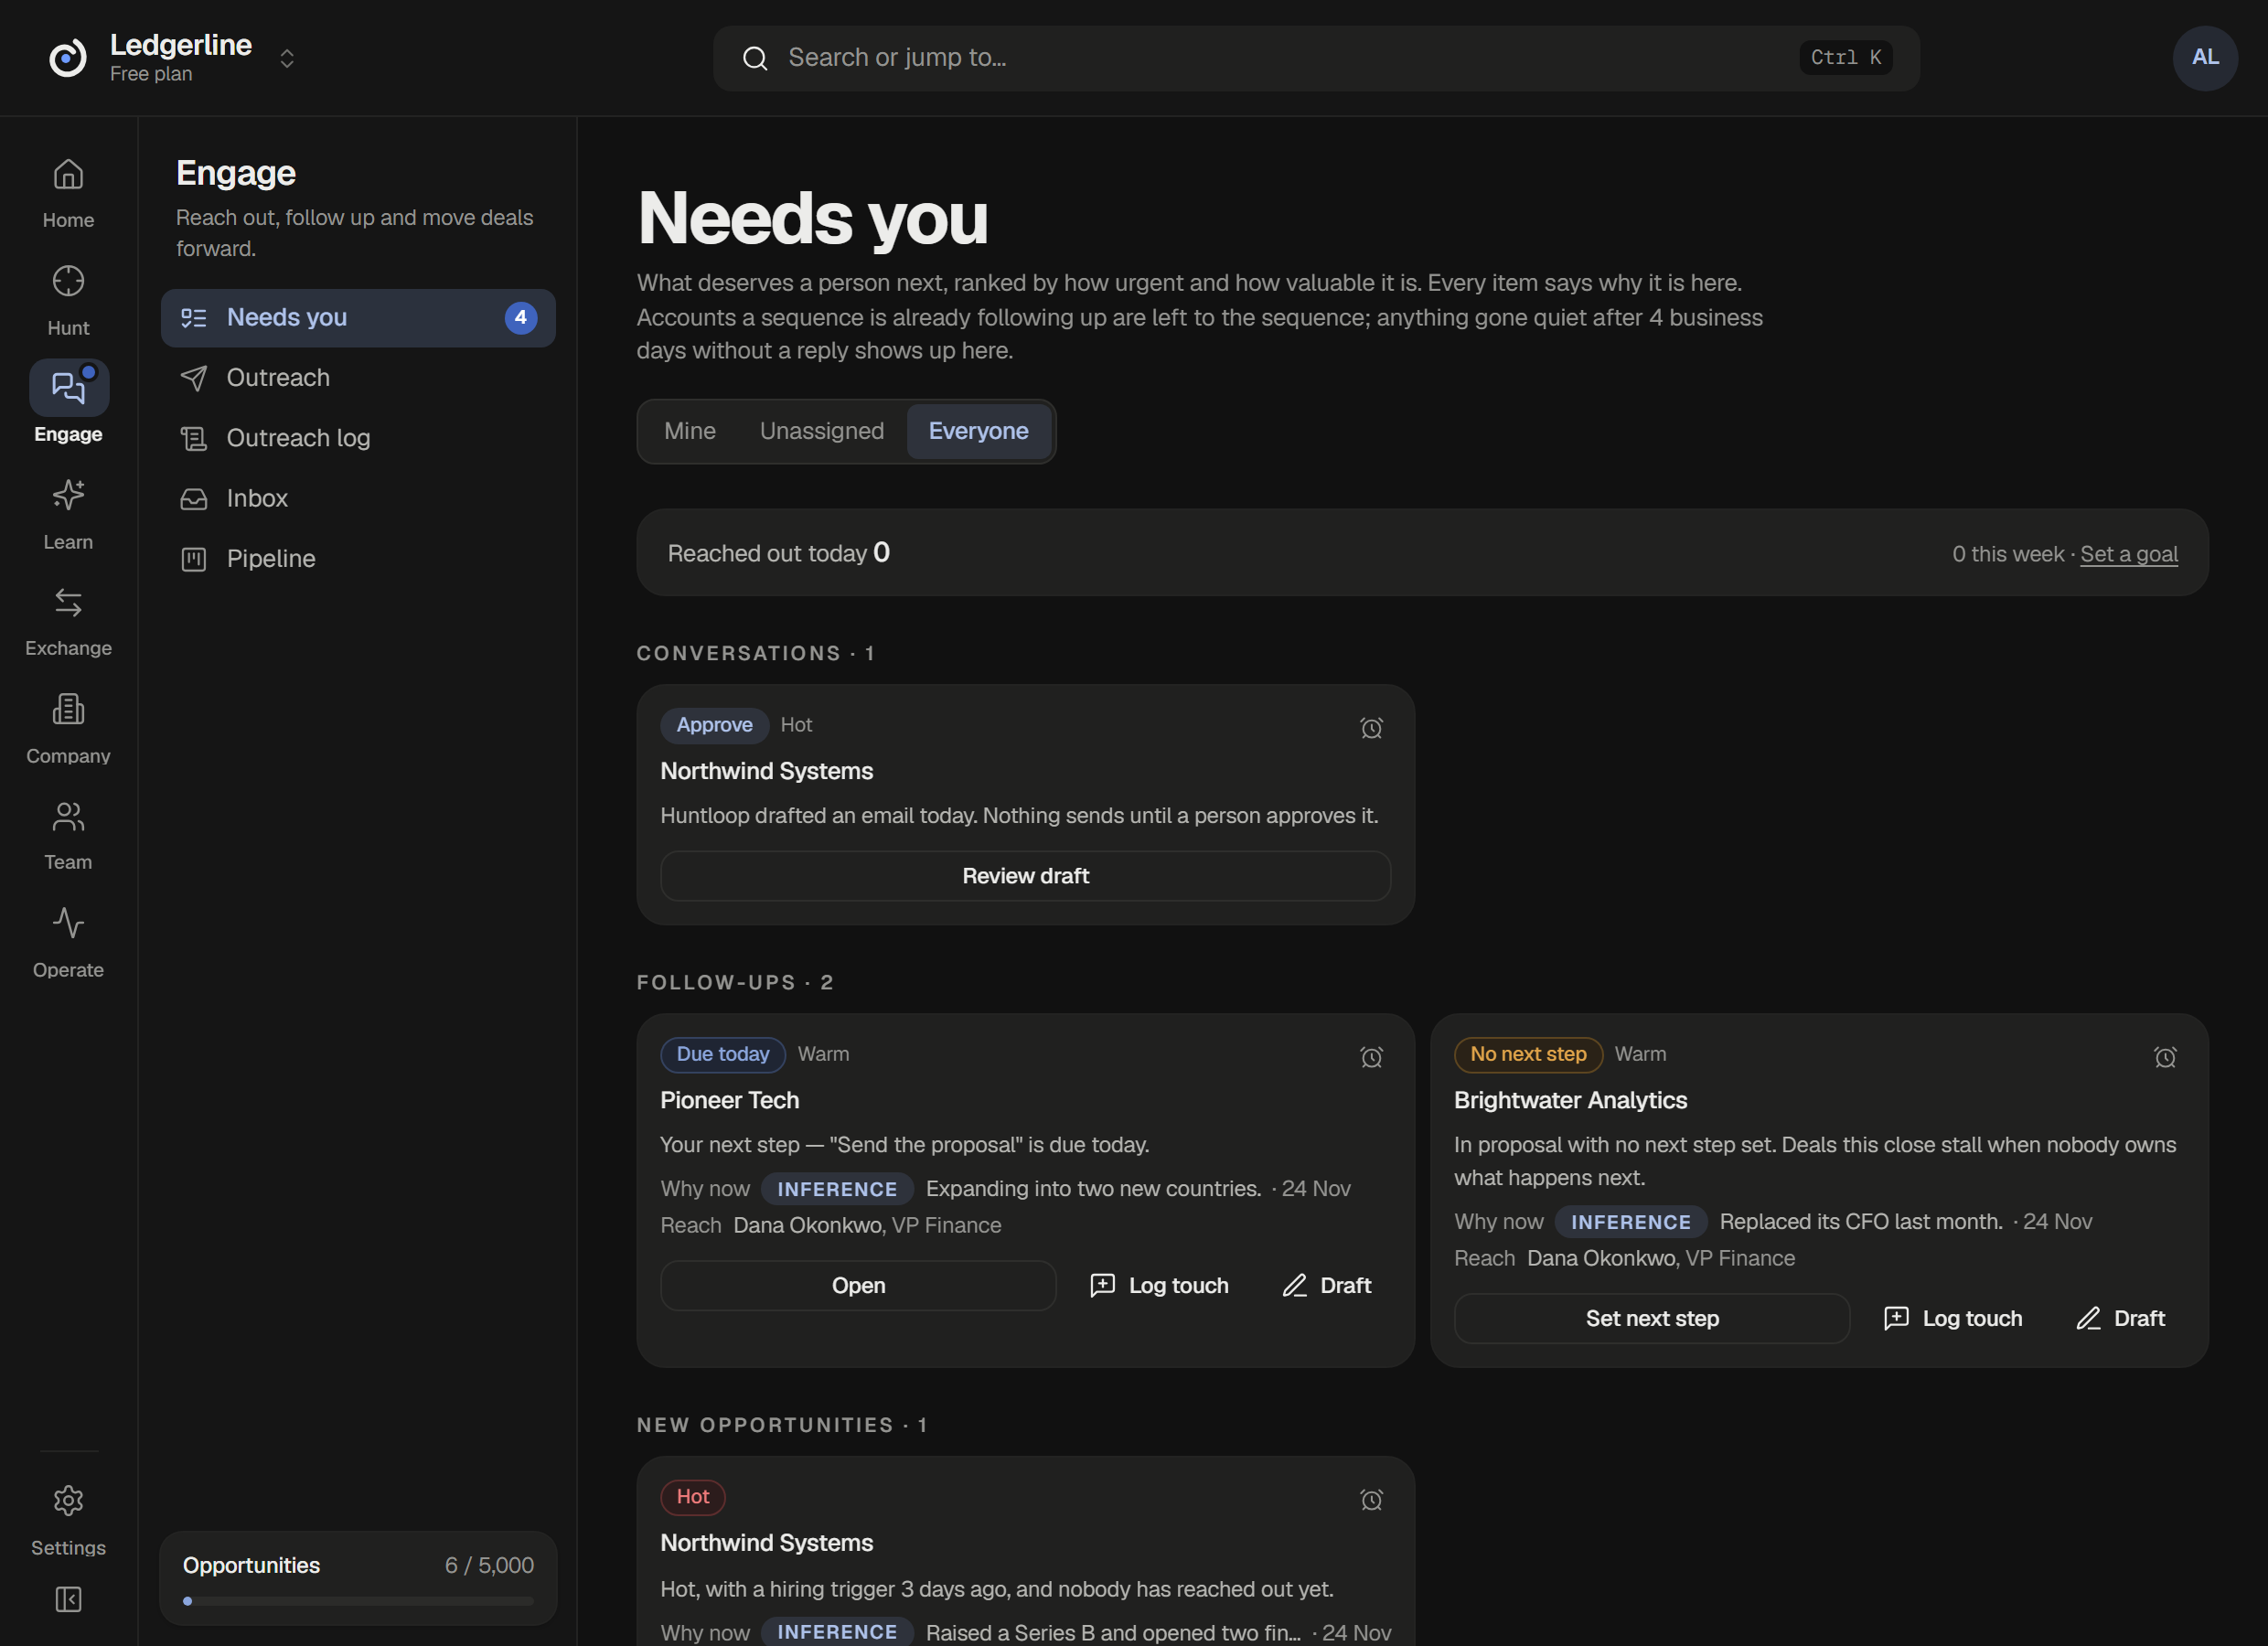 Ledgerline
Free plan
Search or jump to...
Ctrl K
AL
Home
Hunt
Engage
Learn
Exchange
Company
Team
Operate
Settings
Engage
Reach out, follow up and move deals
forward.
Needs you
4
Outreach
Outreach log
Inbox
Pipeline
Opportunities
6 / 5,000
Needs you
What deserves a person next, ranked by how urgent and how valuable it is. Every item says why it is here.
Accounts a sequence is already following up are left to the sequence; anything gone quiet after 4 business
days without a reply shows up here.
Mine
Unassigned
Everyone
Reached out today 0
0 this week · Set a goal
CONVERSATIONS · 1
Approve
Hot
Northwind Systems
Huntloop drafted an email today. Nothing sends until a person approves it.
Review draft
FOLLOW-UPS · 2
Due today
Warm
Pioneer Tech
Your next step — "Send the proposal" is due today.
Why now INFERENCE Expanding into two new countries. · 24 Nov
Reach Dana Okonkwo, VP Finance
Open
Log touch
Draft
No next step
Warm
Brightwater Analytics
In proposal with no next step set. Deals this close stall when nobody owns
what happens next.
Why now INFERENCE Replaced its CFO last month. · 24 Nov
Reach Dana Okonkwo, VP Finance
Set next step
Log touch
Draft
NEW OPPORTUNITIES · 1
Hot
Northwind Systems
Hot, with a hiring trigger 3 days ago, and nobody has reached out yet.
Why now INFERENCE Raised a Series B and opened two fin... · 24 Nov